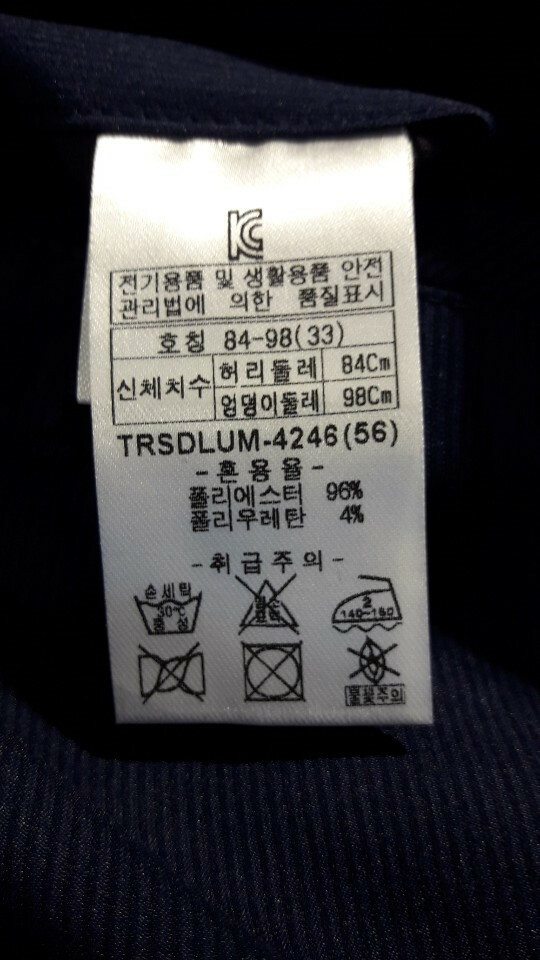 전기용품 및 생활용품 안전
관리법에 의한 품질표시
호칭 84-98(33)
신체치수 허리둘레 84Cm
엉덩이둘레 98Cm
TRSDLUM-4246(56)
-혼용율-
폴리에스터 96%
폴리우레탄 4%
-취급주의-
손세탁
30℃
중성
2
140~160
불꽃주의